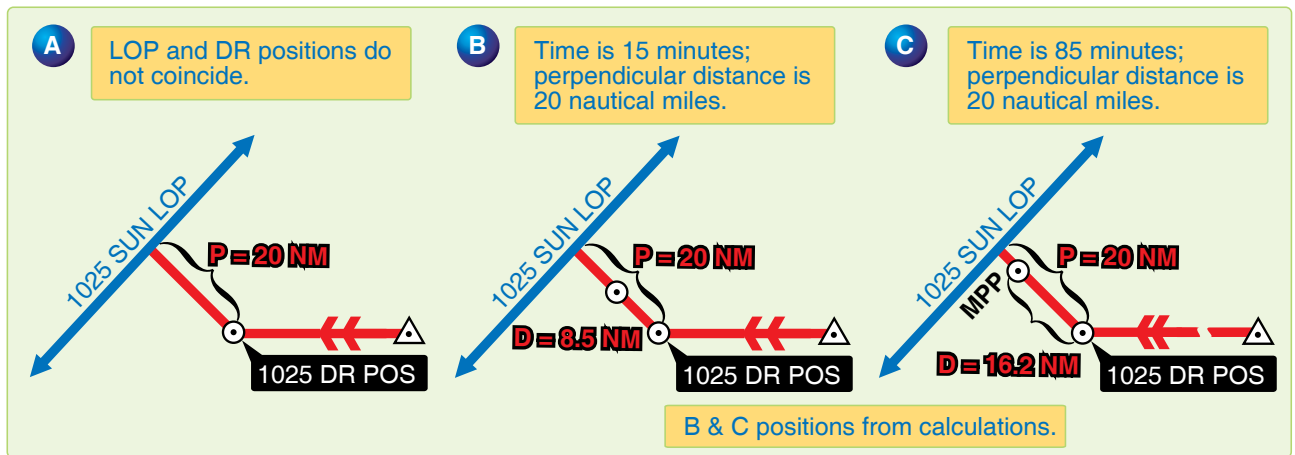 A
LOP and DR positions do
not coincide.
1025 SUN LOP
P = 20 NM
1025 DR POS
B
Time is 15 minutes;
perpendicular distance is
20 nautical miles.
1025 SUN LOP
P = 20 NM
D = 8.5 NM
1025 DR POS
C
Time is 85 minutes;
perpendicular distance is
20 nautical miles.
1025 SUN LOP
P = 20 NM
MPP
D = 16.2 NM
1025 DR POS
B & C positions from calculations.